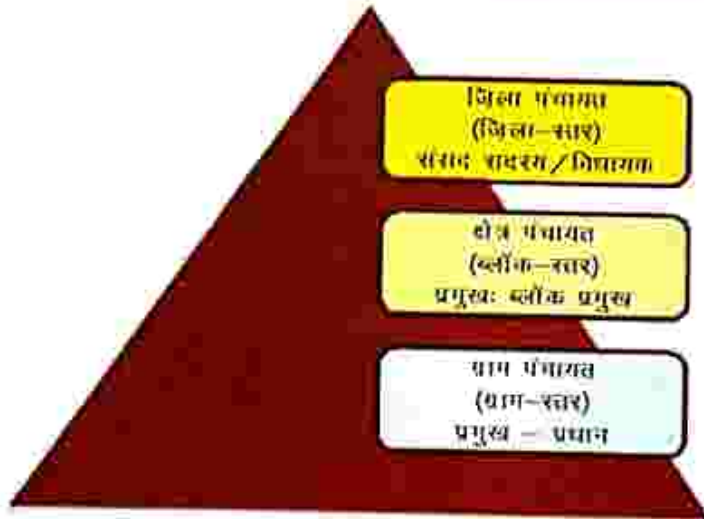 जिला पंचायत
(जिला-स्तर)
संसद सदस्य/विधायक
क्षेत्र पंचायत
(ब्लॉक-स्तर)
प्रमुखः ब्लॉक प्रमुख
ग्राम पंचायत
(ग्राम-स्तर)
प्रमुख – प्रधान